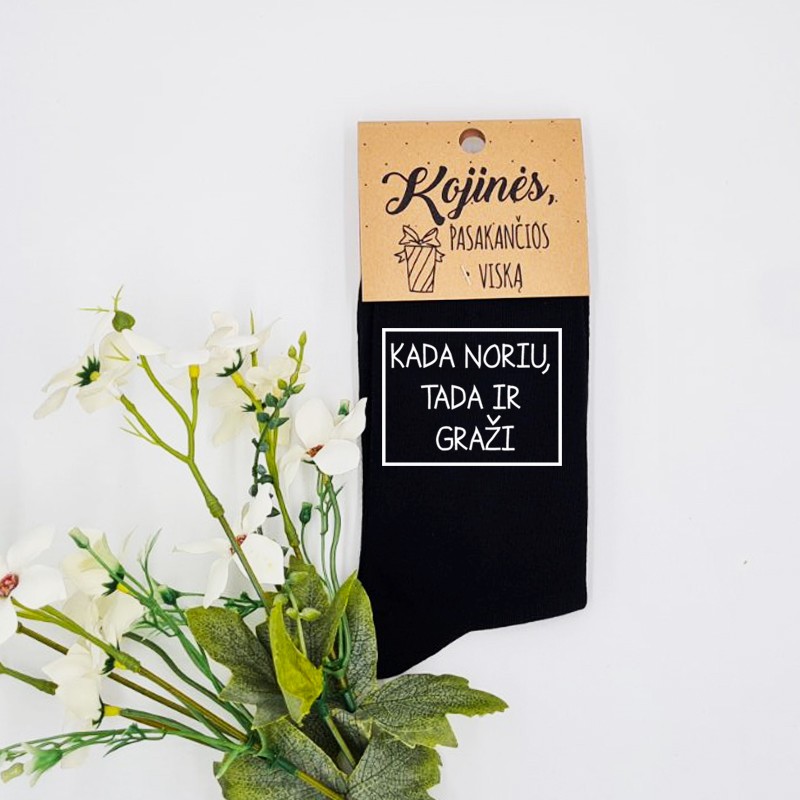 Kojinės,
PASAKANČIOS
VISKĄ
KADA NORIU,
TADA IR
GRAŽI